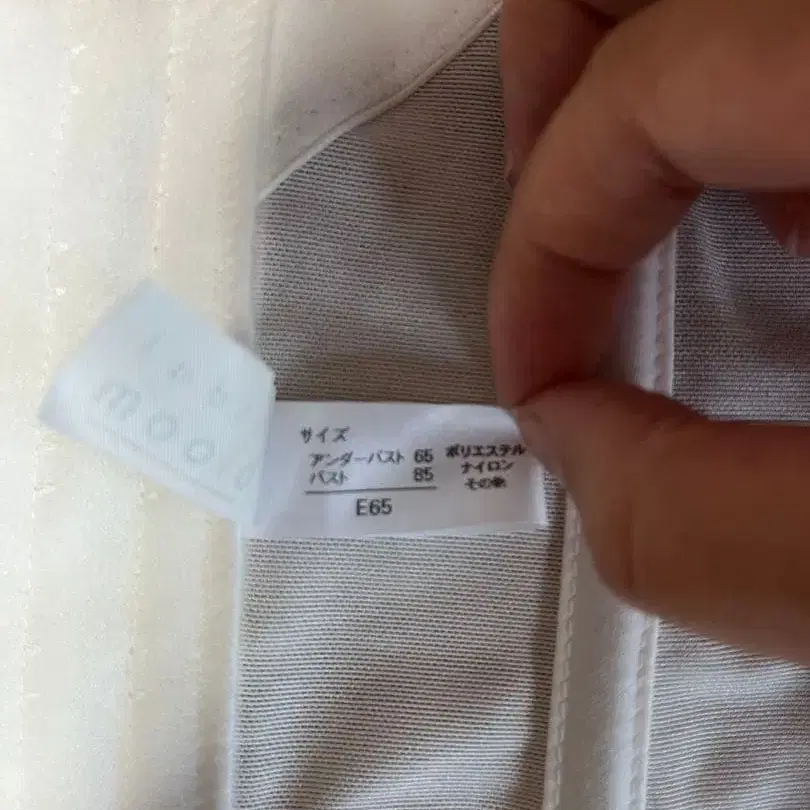 サイズ
アンダーバスト 65
バスト 85
E65
ポリエステル
ナイロン
その他
moo